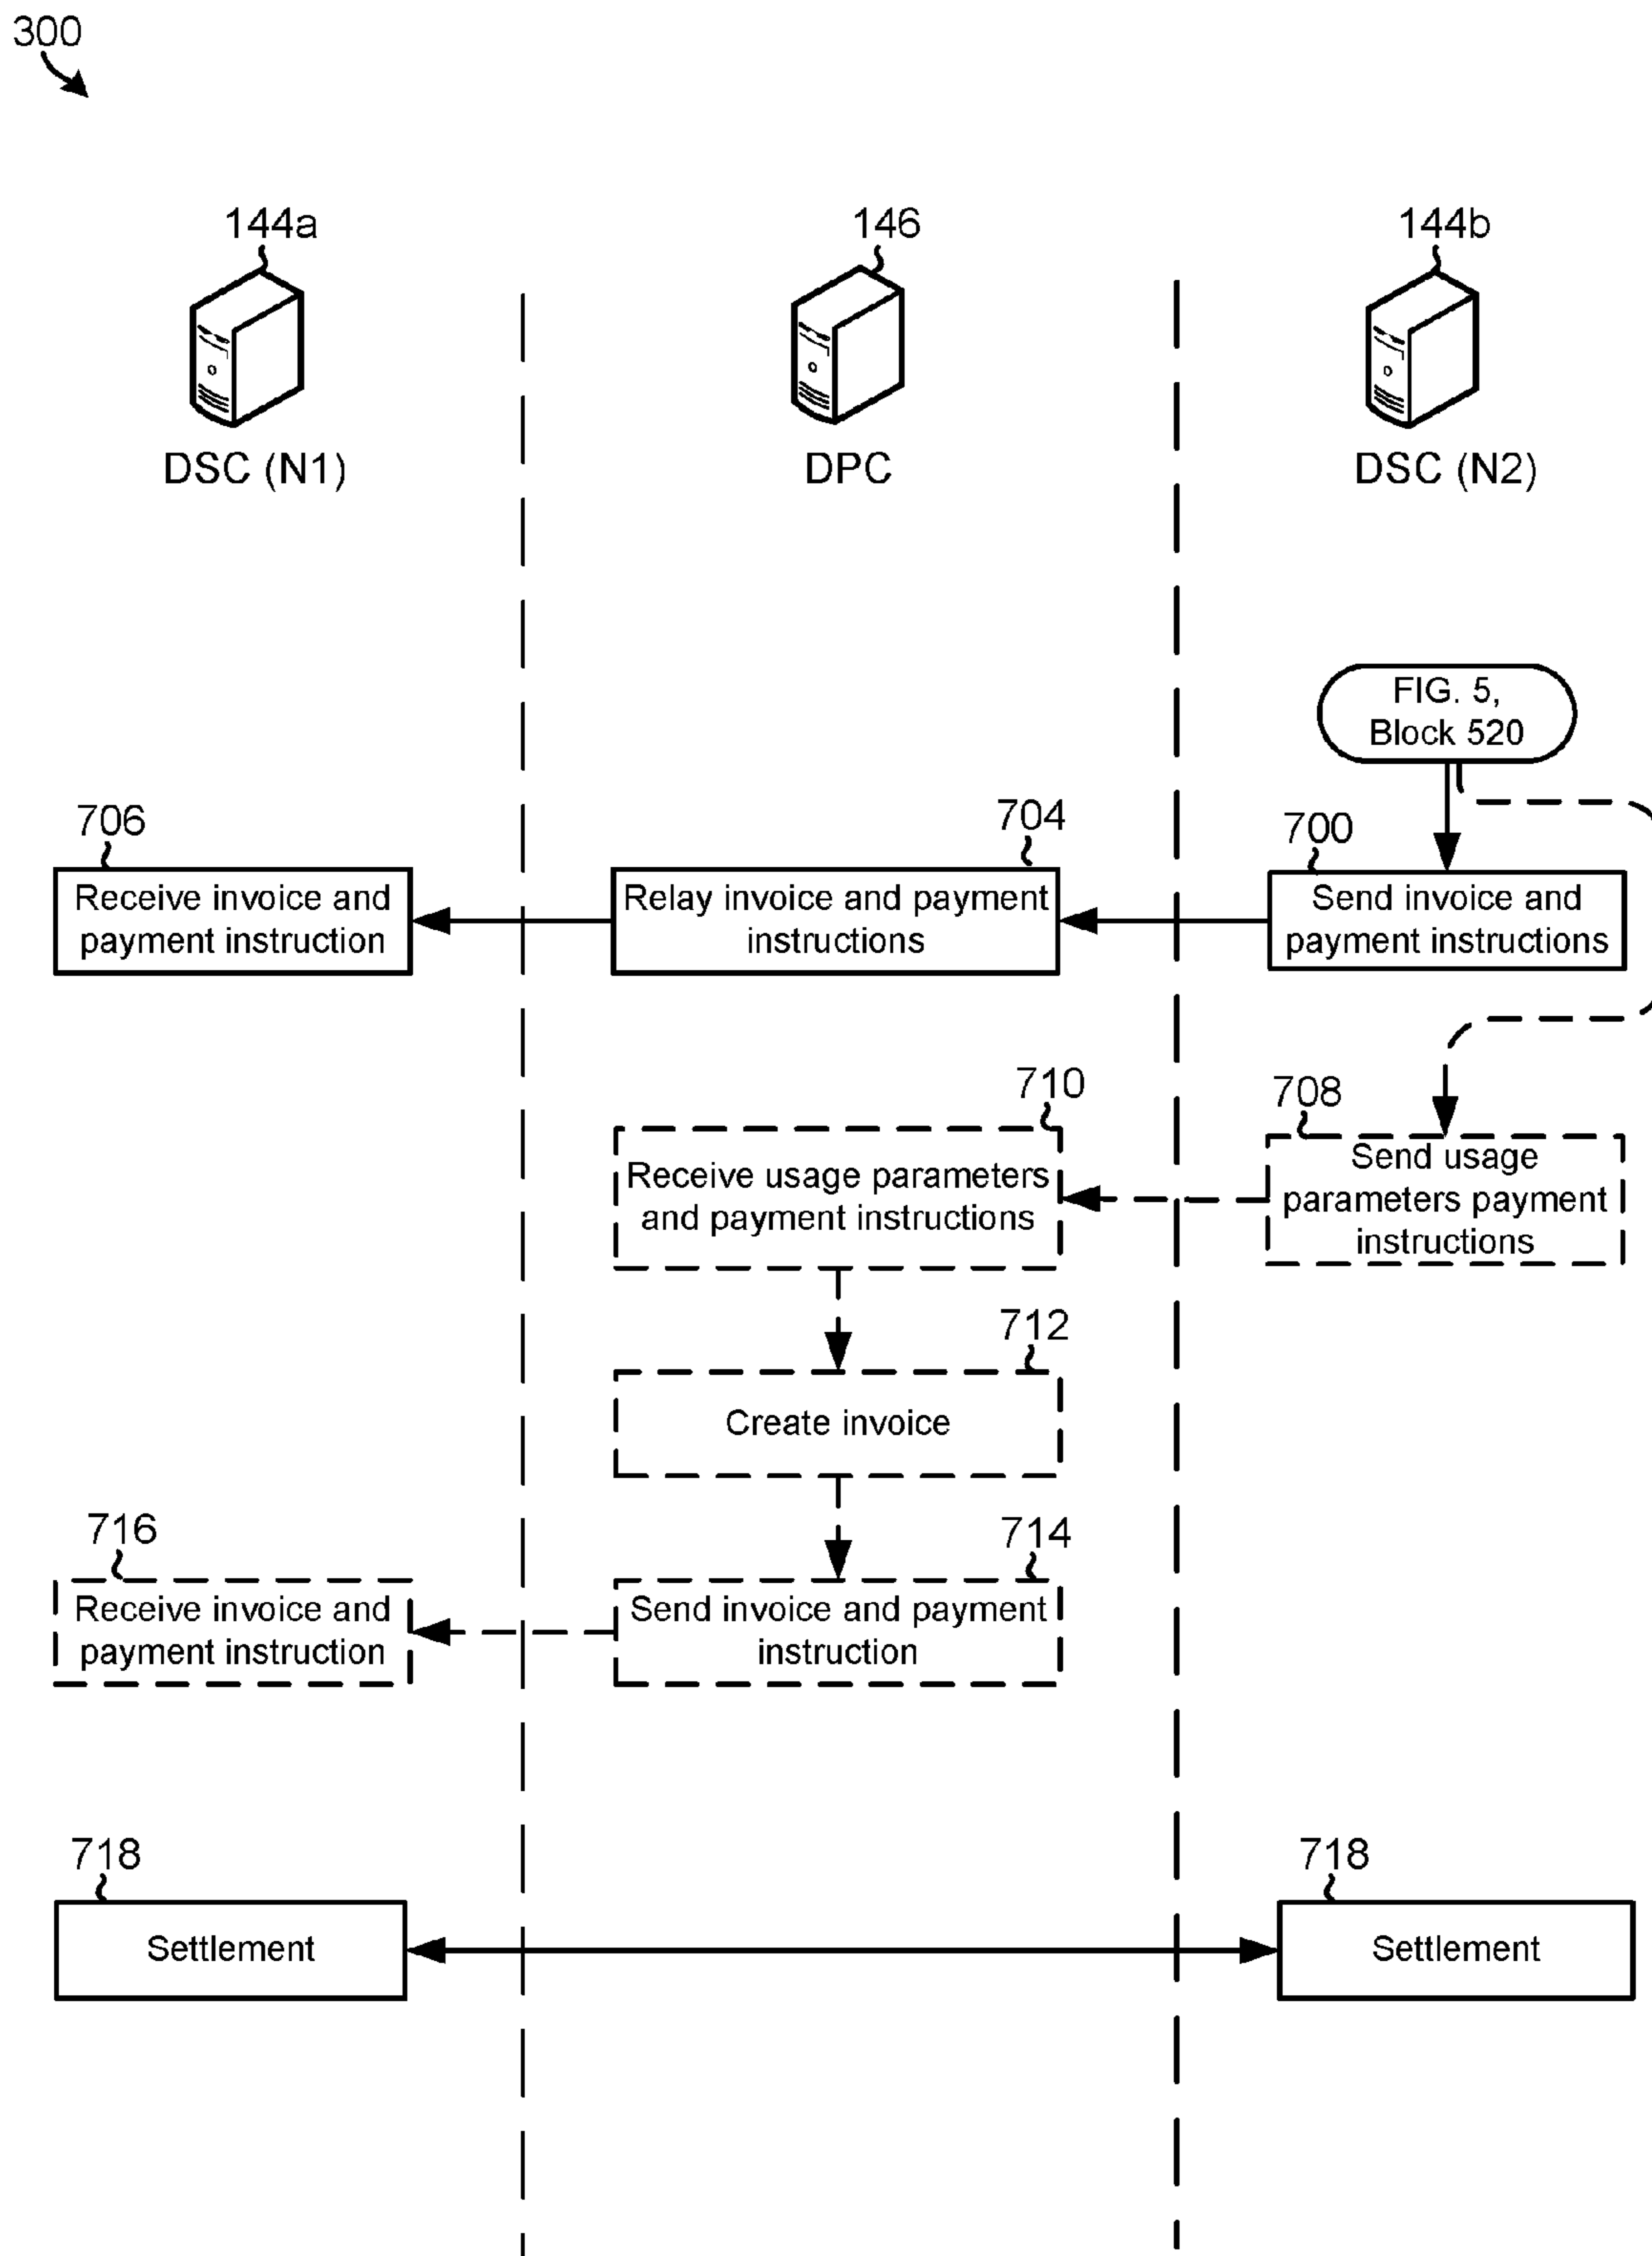 300
144a
146
144b
DSC (N1)
DPC
DSC (N2)
FIG. 5,
Block 520
706
704
700
Receive invoice and
payment instruction
Relay invoice and payment
instructions
Send invoice and
payment instructions
710
708
Receive usage parameters
and payment instructions
Send usage
parameters payment
instructions
712
Create invoice
716
714
Receive invoice and
payment instruction
Send invoice and payment
instruction
718
718
Settlement
Settlement